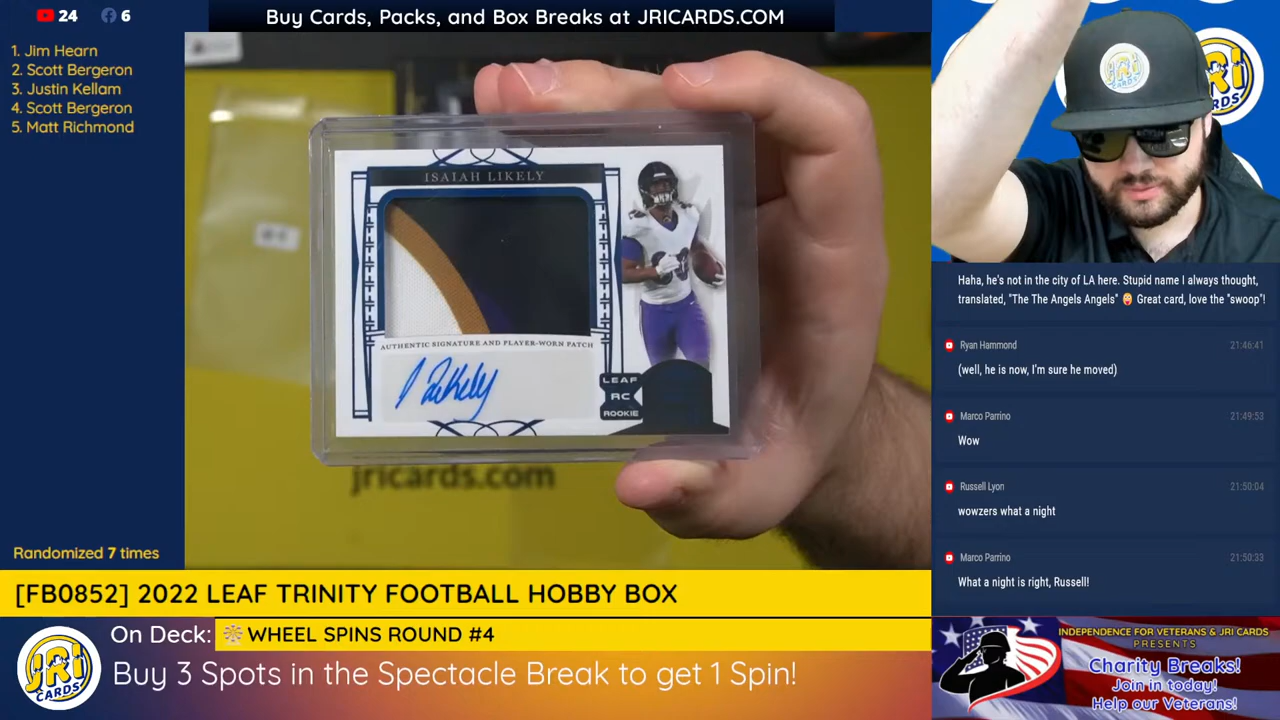 24
6
Buy Cards, Packs, and Box Breaks at JRICARDS.COM
1. Jim Hearn
2. Scott Bergeron
3. Justin Kellam
4. Scott Bergeron
5. Matt Richmond
Randomized 7 times
ISAIAH LIKELY
AUTHENTIC SIGNATURE AND PLAYER-WORN PATCH
LEAF
RC
ROOKIE
jricards.com
JRI
CARDS
Haha, he's not in the city of LA here. Stupid name I always thought,
translated, "The The Angels Angels" 😜 Great card, love the "swoop"!
Ryan Hammond 21:46:41
(well, he is now, I'm sure he moved)
Marco Parrino 21:49:53
Wow
Russell Lyon 21:50:04
wowzers what a night
Marco Parrino 21:50:33
What a night is right, Russell!
[FB0852] 2022 LEAF TRINITY FOOTBALL HOBBY BOX
On Deck: WHEEL SPINS ROUND #4
Buy 3 Spots in the Spectacle Break to get 1 Spin!
JRI
CARDS
INDEPENDENCE FOR VETERANS & JRI CARDS
PRESENTS
Charity Breaks!
Join in today!
Help our Veterans!